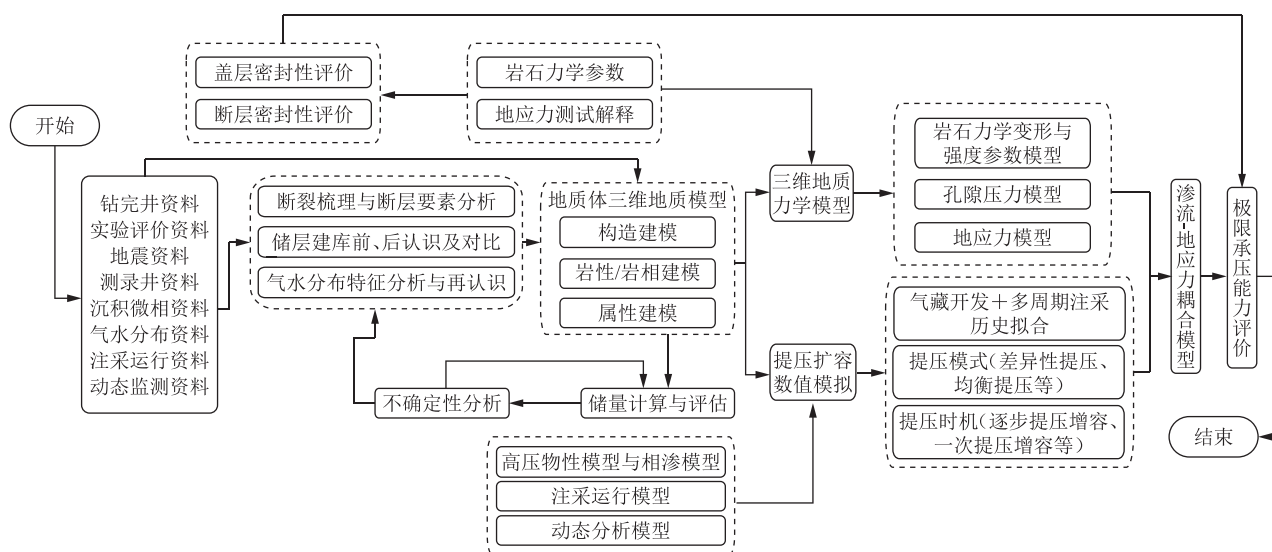 开始
盖层密封性评价
断层密封性评价
岩石力学参数
地应力测试解释
钻完井资料
实验评价资料
地震资料
测录井资料
沉积微相资料
气水分布资料
注采运行资料
动态监测资料
断裂梳理与断层要素分析
储层建库前、后认识及对比
气水分布特征分析与再认识
地质体三维地质模型
构造建模
岩性/岩相建模
属性建模
不确定性分析
储量计算与评估
三维地质
力学模型
提压扩容
数值模拟
高压物性模型与相渗模型
注采运行模型
动态分析模型
岩石力学变形与
强度参数模型
孔隙压力模型
地应力模型
气藏开发+多周期注采
历史拟合
提压模式(差异性提压、
均衡提压等)
提压时机(逐步提压增容、
一次提压增容等)
渗流-地应力耦合模型
极限承压能力评价
结束